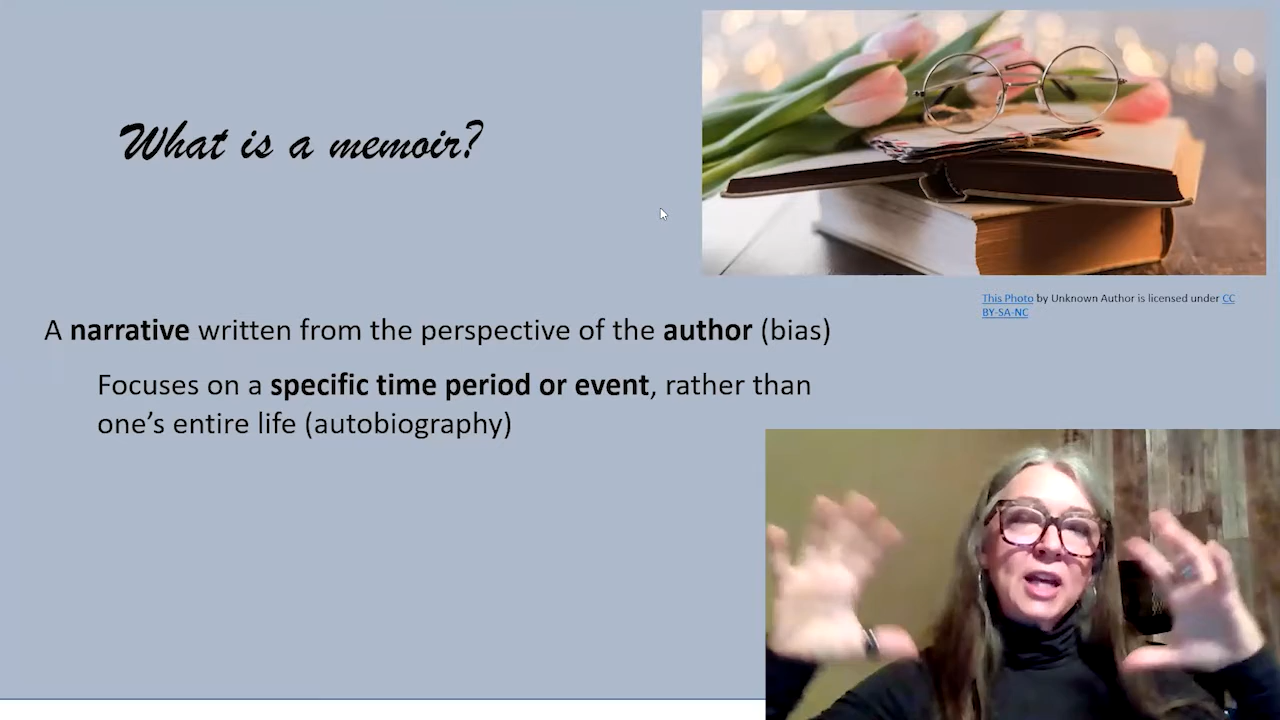 What is a memoir?
This Photo by Unknown Author is licensed under CC
BY-SA-NC
A narrative written from the perspective of the author (bias)
Focuses on a specific time period or event, rather than
one’s entire life (autobiography)